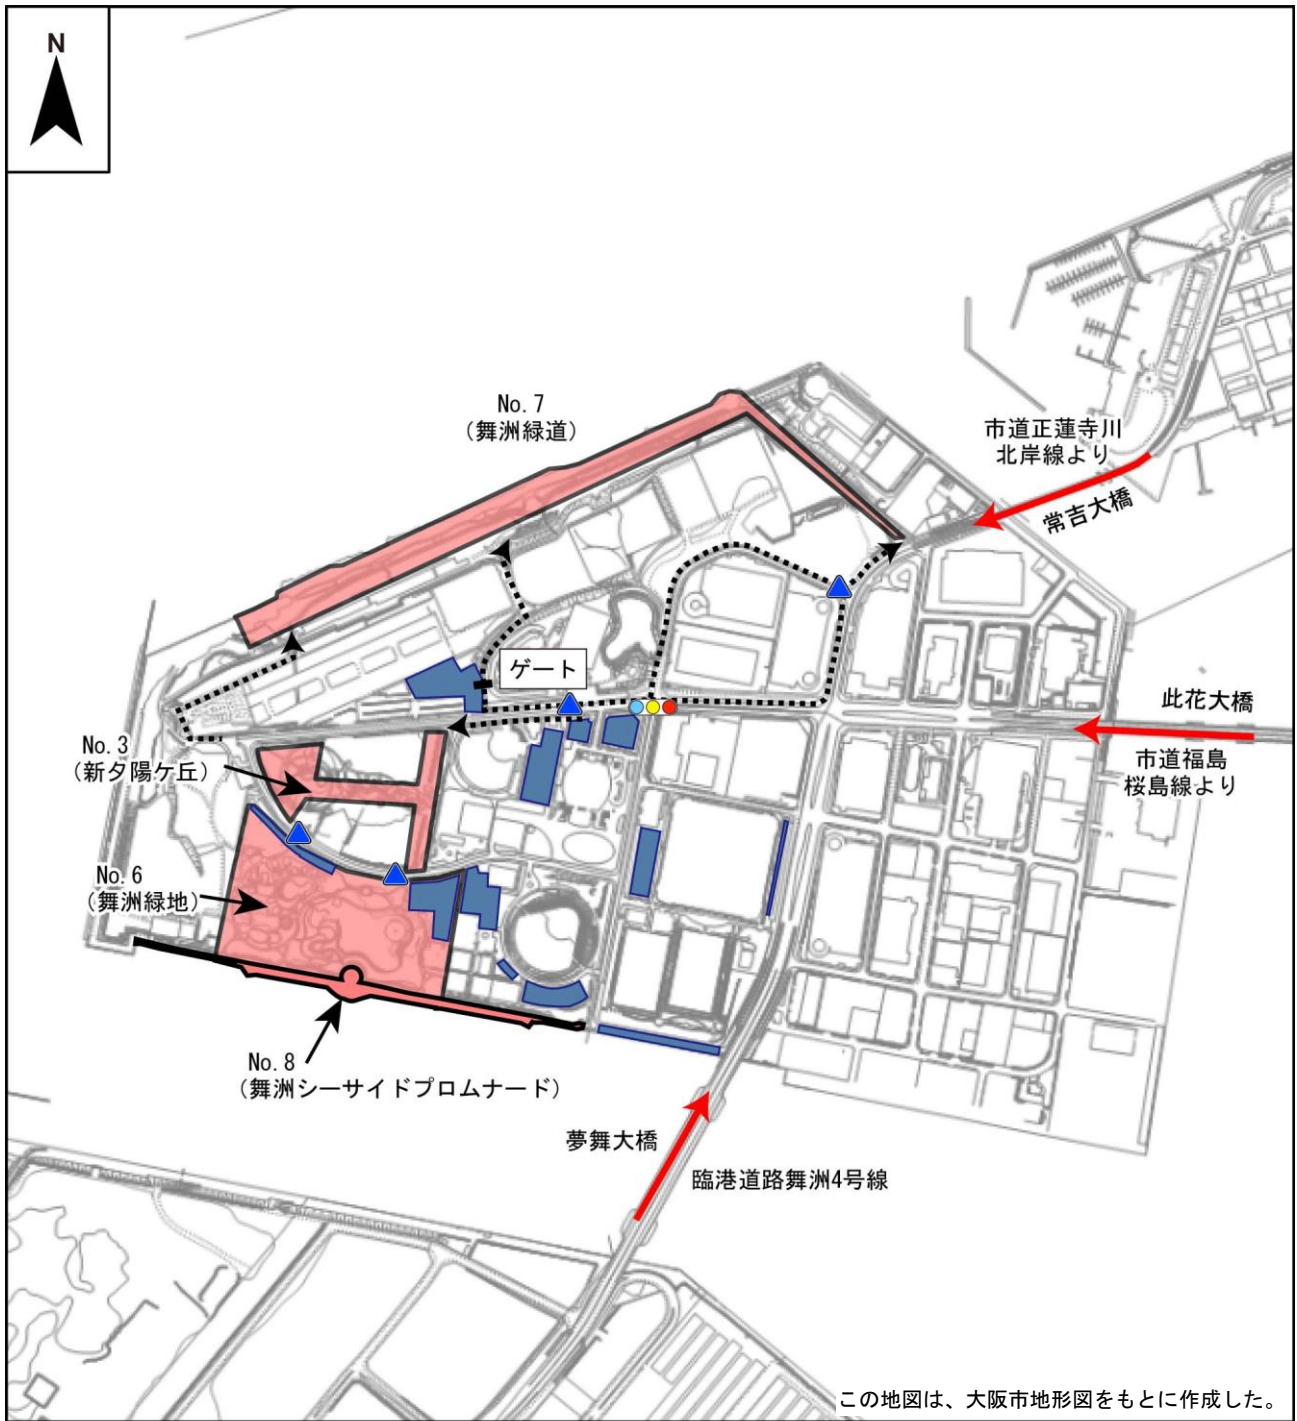 N
No.7
(舞洲緑道)
市道正蓮寺川
北岸線より
常吉大橋
ゲート
此花大橋
市道福島
桜島線より
No.3
(新夕陽ケ丘)
No.6
(舞洲緑地)
No.8
(舞洲シーサイドプロムナード)
夢舞大橋
臨港道路舞洲4号線
この地図は、大阪市地形図をもとに作成した。